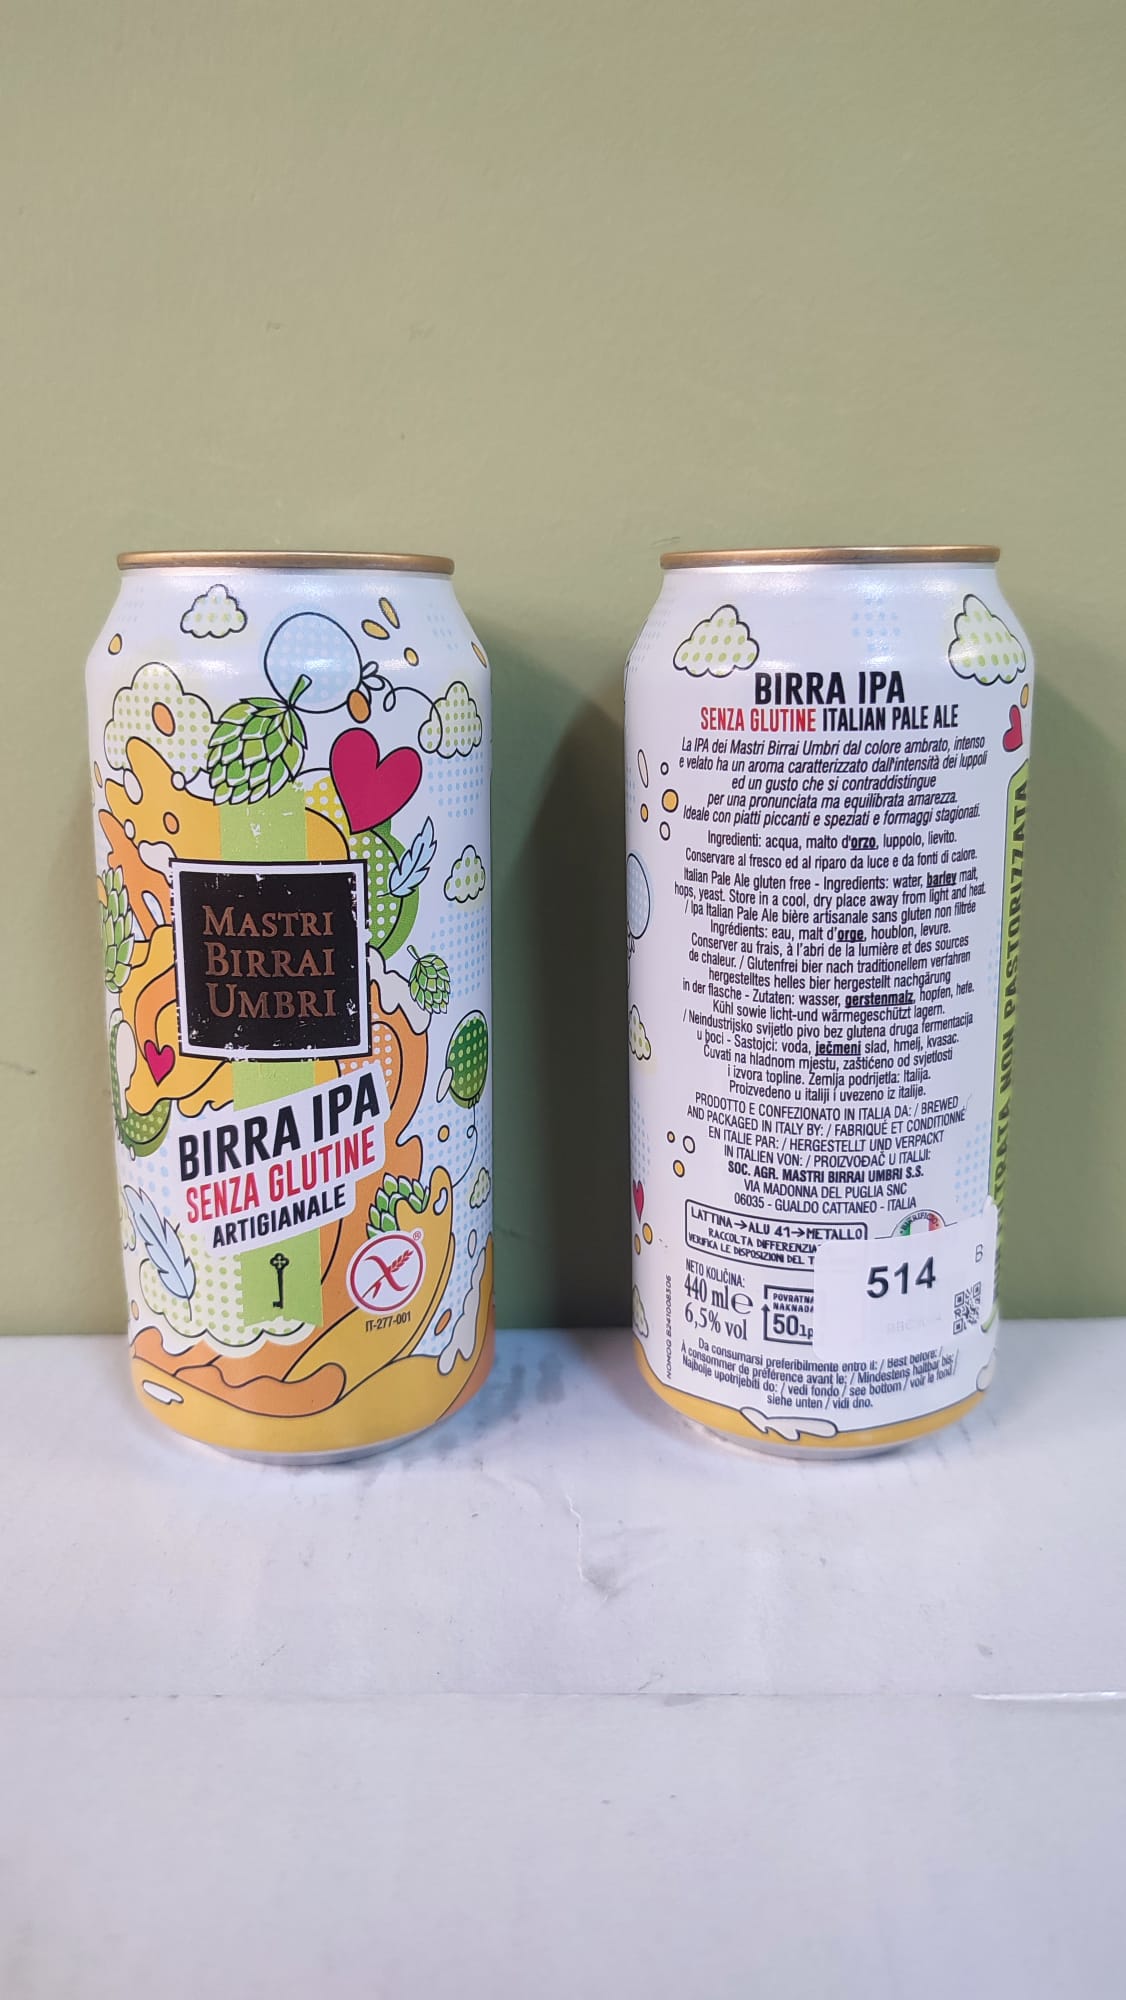 MASTRI
BIRRAI
UMBRI
BIRRA IPA
SENZA GLUTINE
ARTIGIANALE
®
IT-277-001
BIRRA IPA
SENZA GLUTINE ITALIAN PALE ALE
La IPA dei Mastri Birrai Umbri dal colore ambrato, intenso
e velato ha un aroma caratterizzato dall'intensità dei luppoli
ed un gusto che si contraddistingue
per una pronunciata ma equilibrata amarezza.
Ideale con piatti piccanti e speziati e formaggi stagionati.
Ingredienti: acqua, malto d'orzo, luppolo, lievito.
Conservare al fresco ed al riparo da luce e da fonti di calore.
Italian Pale Ale gluten free - Ingredients: water, barley malt,
hops, yeast. Store in a cool, dry place away from light and heat.
/ Ipa Italian Pale Ale bière artisanale sans gluten non filtrée
Ingrédients: eau, malt d'orge, houblon, levure.
Conserver au frais, à l'abri de la lumière et des sources
de chaleur. / Glutenfrei bier nach traditionellem verfahren
hergestelltes helles bier hergestellt nachgärung
in der flasche - Zutaten: wasser, gerstenmalz, hopfen, hefe.
Kühl sowie licht-und wärmegeschützt lagern.
/ Neindustrijsko svijetlo pivo bez glutena druga fermentacija
u boci - Sastojci: voda, ječmeni slad, hmelj, kvasac.
Čuvati na hladnom mjestu, zaštićeno od svjetlosti
i izvora topline. Zemlja podrijetla: Italija.
Proizvedeno u italiji i uvezeno iz italije.
PRODOTTO E CONFEZIONATO IN ITALIA DA: / BREWED
AND PACKAGED IN ITALY BY: / FABRIQUÉ ET CONDITIONNÉ
EN ITALIE PAR: / HERGESTELLT UND VERPACKT
IN ITALIEN VON: / PROIZVOĐAČ U ITALIJI:
SOC. AGR. MASTRI BIRRAI UMBRI S.S.
VIA MADONNA DEL PUGLIA SNC
06035 - GUALDO CATTANEO - ITALIA
LATTINA→ALU 41→METALLO
RACCOLTA DIFFERENZIA
VERIFICA LE DISPOSIZIONI DEL
NETO KOLIČINA:
440 ml e
6,5% vol
POVRATNA
NAKNADA
50
514
B
Da consumarsi preferibilmente entro il: / Best before: /
À consommer de préférence avant le: / Mindestens haltbar bis: /
Najbolje upotrijebiti do: / vedi fondo / see bottom / voir le fond /
siehe unten / vidi dno.
NON PASTORIZZATA